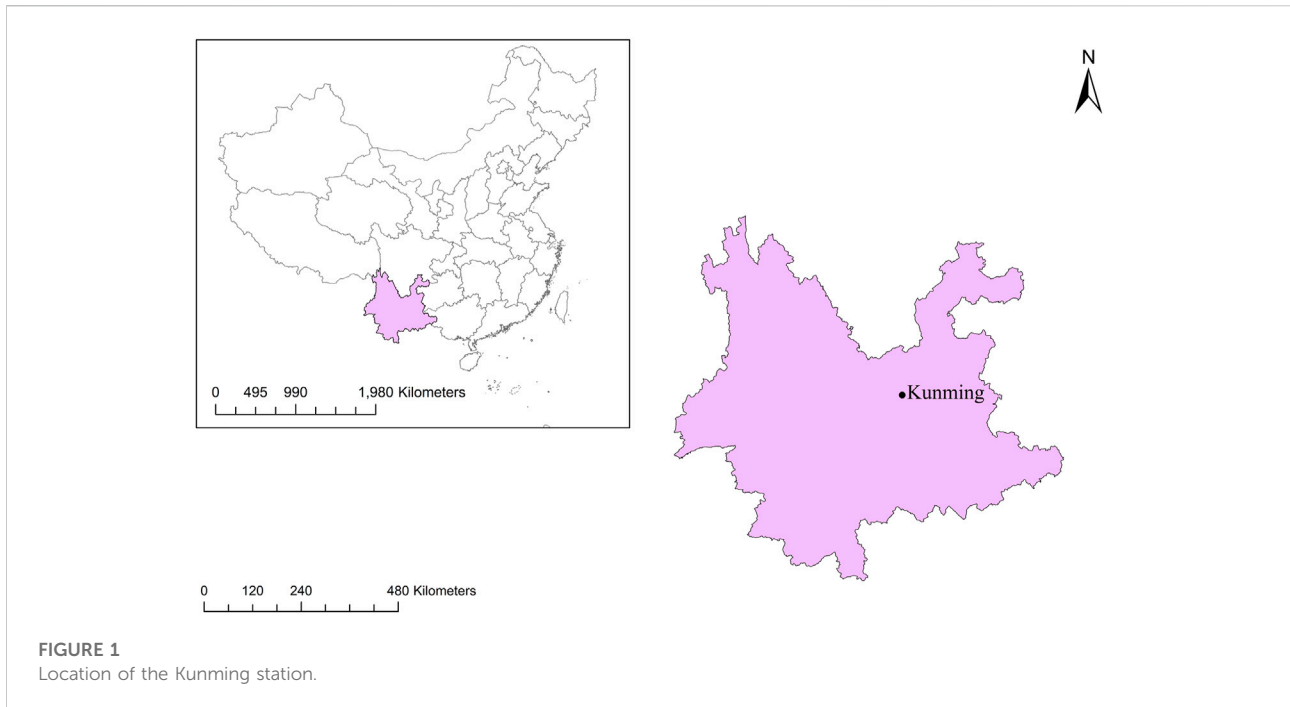 N
0 495 990 1,980 Kilometers
Kunming
0 120 240 480 Kilometers
FIGURE 1
Location of the Kunming station.